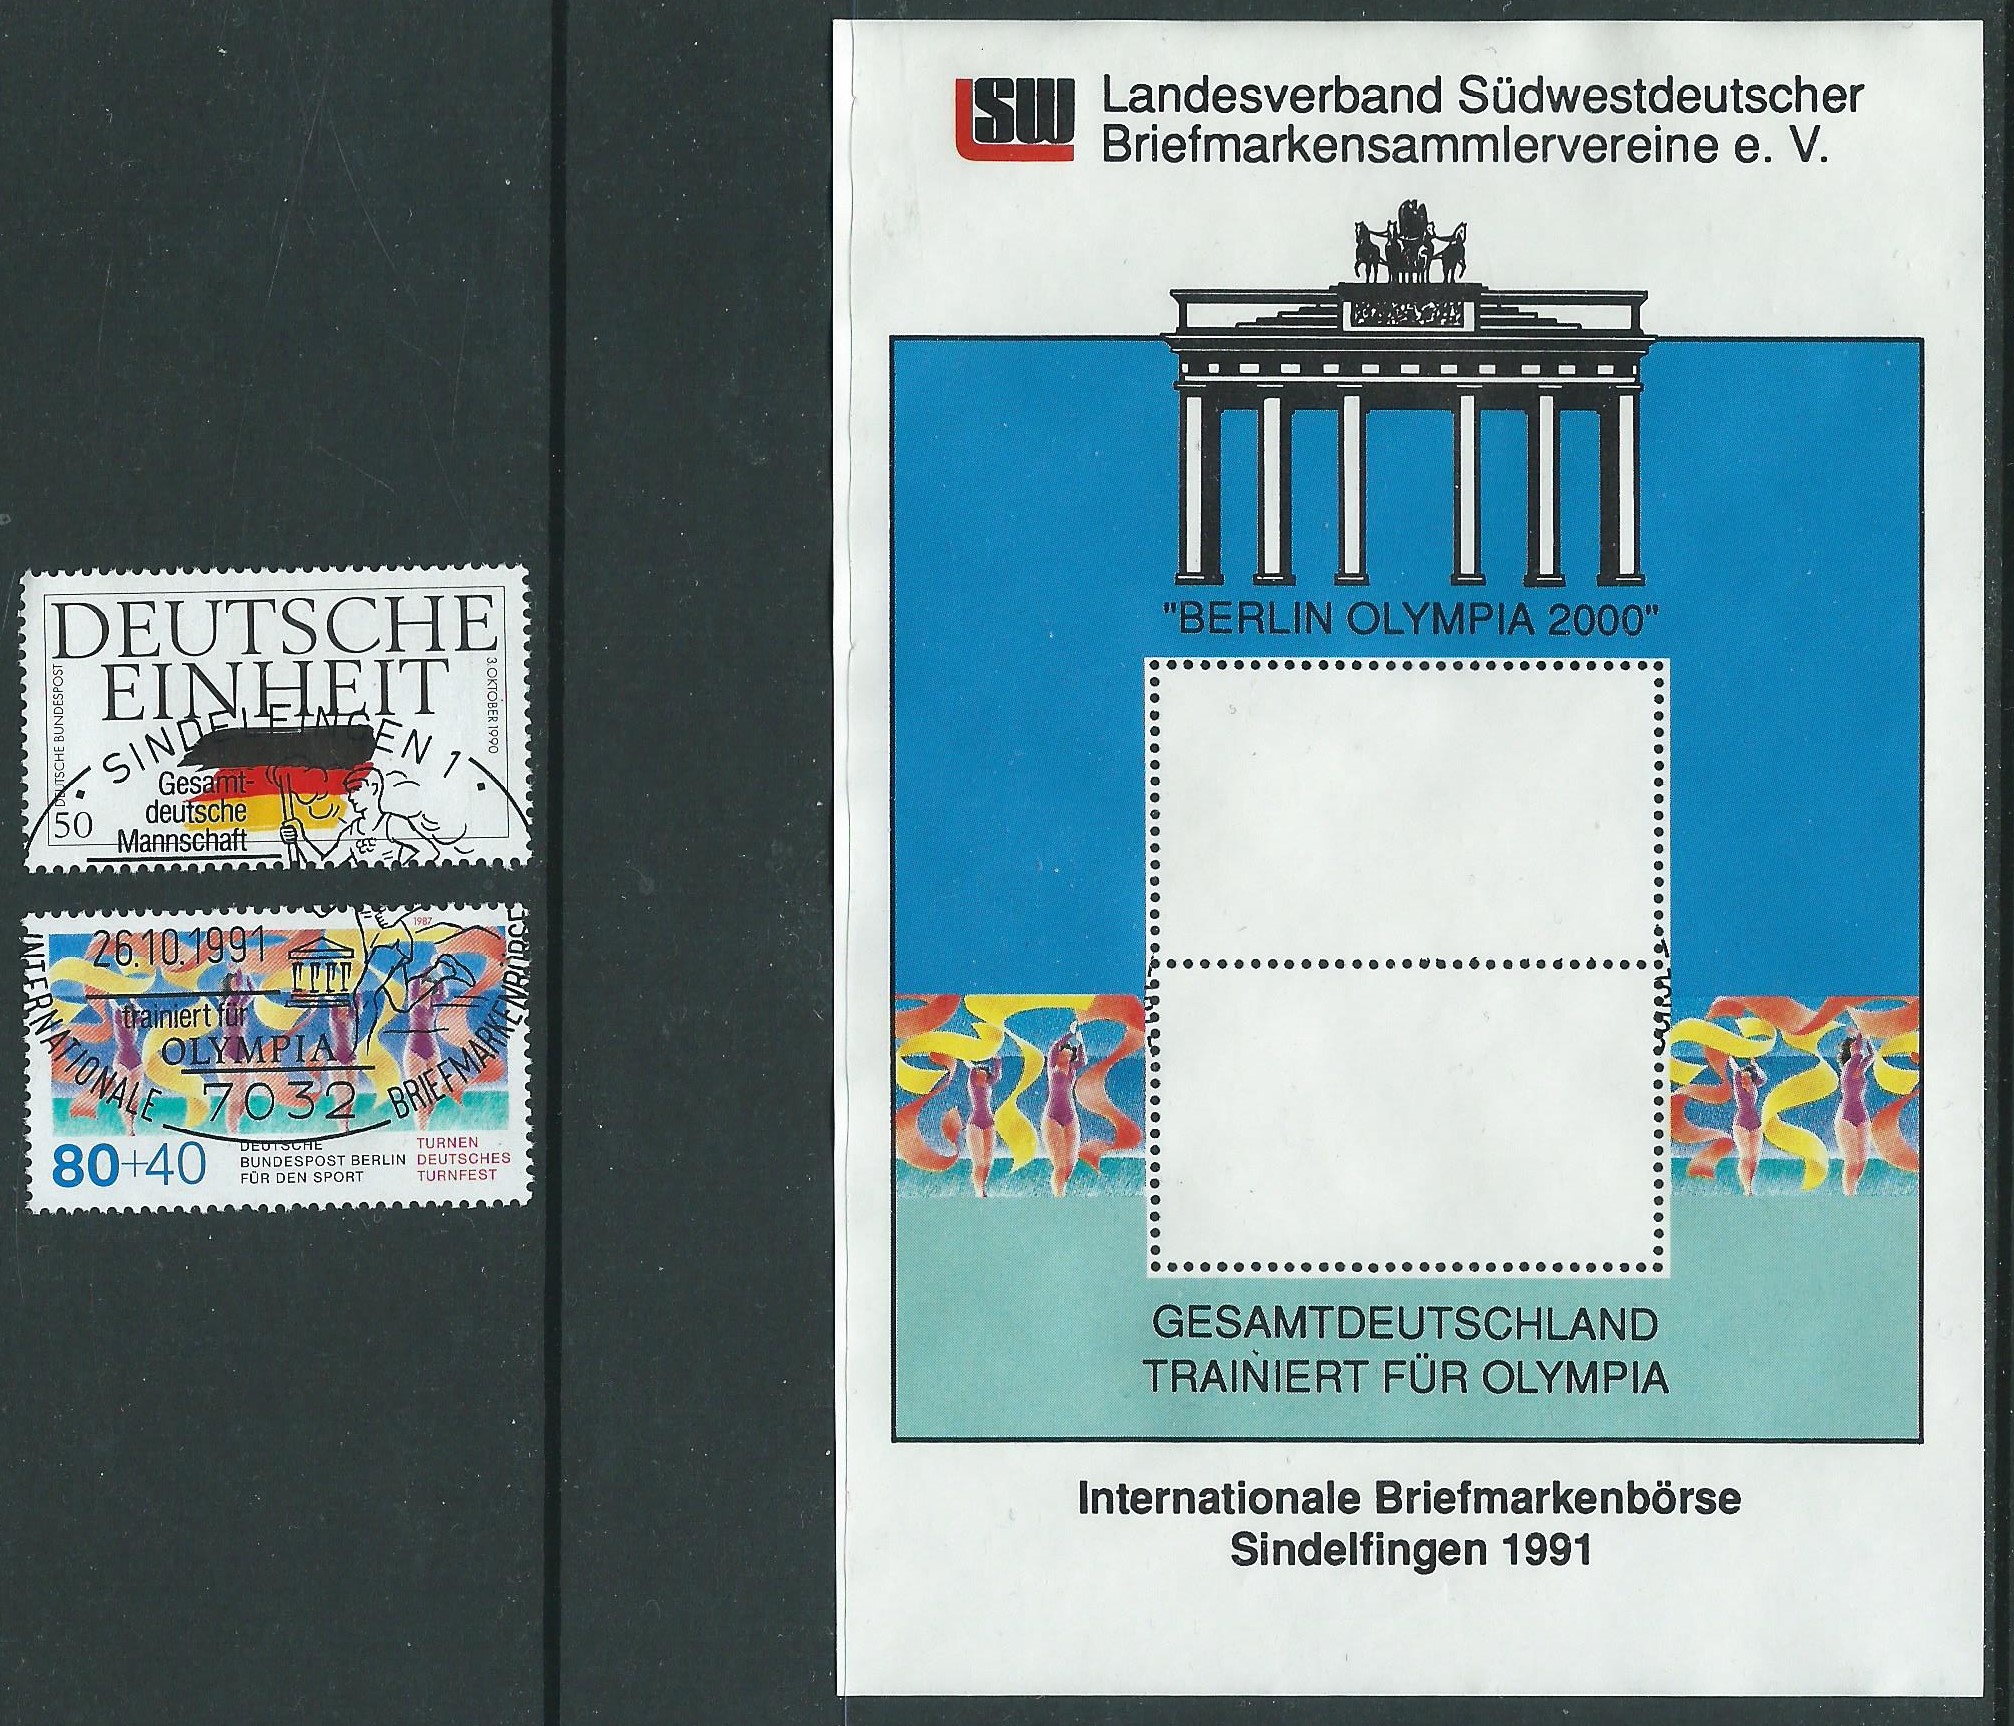 DEUTSCHE
EINHEIT
DEUTSCHE BUNDESPOST
3. OKTOBER 1990
SINDELFINGEN 1
Gesamt-
deutsche
Mannschaft
50
1987
26.10.1991
trainiert für
OLYMPIA
7032
INTERNATIONALE BRIEFMARKENBÖRSE
80+40
DEUTSCHE
BUNDESPOST BERLIN
FÜR DEN SPORT
TURNEN
DEUTSCHES
TURNFEST
LSW
Landesverband Südwestdeutscher
Briefmarkensammlervereine e. V.
"BERLIN OLYMPIA 2000"
GESAMTDEUTSCHLAND
TRAINIERT FÜR OLYMPIA
Internationale Briefmarkenbörse
Sindelfingen 1991